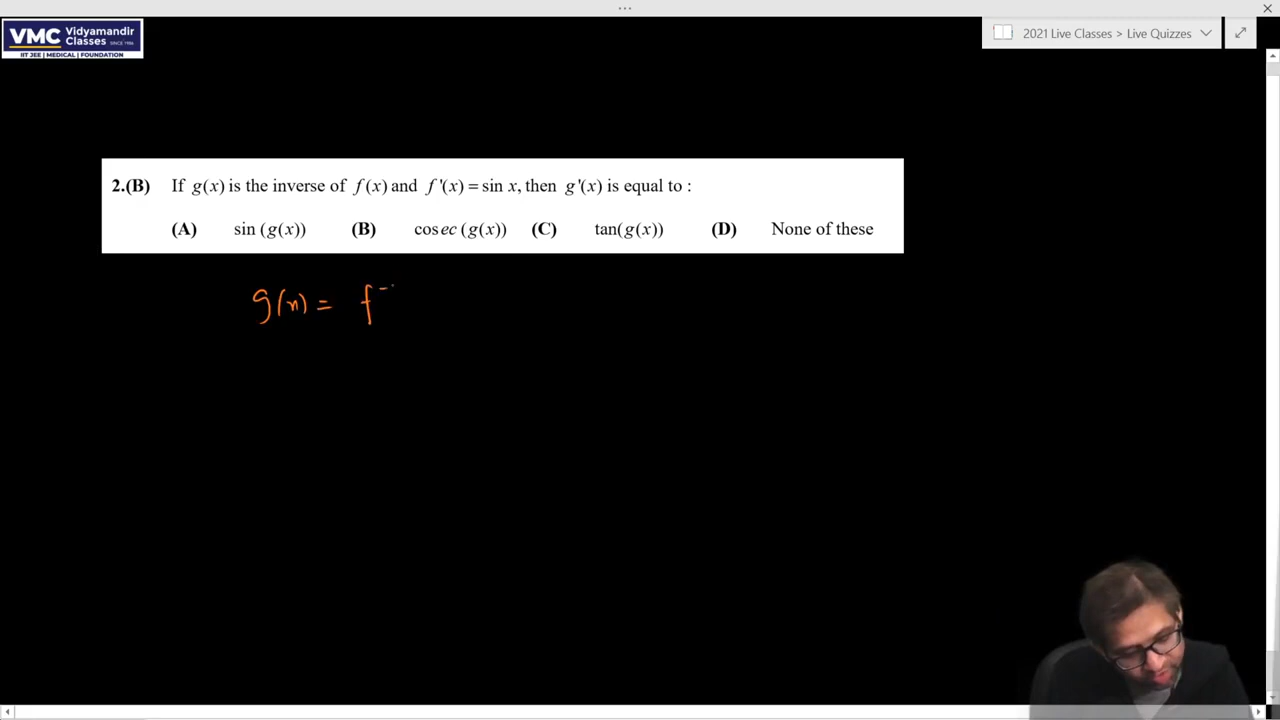 VMC Vidyamandir Classes SINCE 1986
IIT JEE | MEDICAL | FOUNDATION
2021 Live Classes > Live Quizzes
2.(B) If g(x) is the inverse of f(x) and f'(x) = sin x, then g'(x) is equal to :
(A) sin (g(x)) (B) cosec (g(x)) (C) tan(g(x)) (D) None of these
g(x) = f⁻